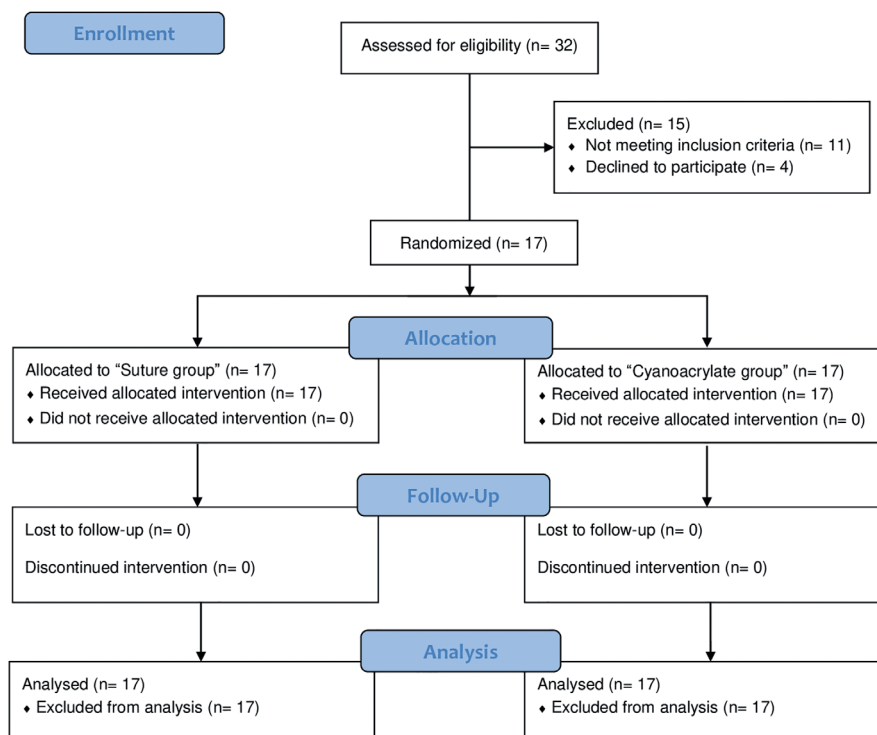 Enrollment
Assessed for eligibility (n= 32)
Excluded (n= 15)
♦ Not meeting inclusion criteria (n= 11)
♦ Declined to participate (n= 4)
Randomized (n= 17)
Allocation
Allocated to “Suture group” (n= 17)
♦ Received allocated intervention (n= 17)
♦ Did not receive allocated intervention (n= 0)
Allocated to “Cyanoacrylate group” (n= 17)
♦ Received allocated intervention (n= 17)
♦ Did not receive allocated intervention (n= 0)
Follow-Up
Lost to follow-up (n= 0)
Discontinued intervention (n= 0)
Lost to follow-up (n= 0)
Discontinued intervention (n= 0)
Analysis
Analysed (n= 17)
♦ Excluded from analysis (n= 17)
Analysed (n= 17)
♦ Excluded from analysis (n= 17)